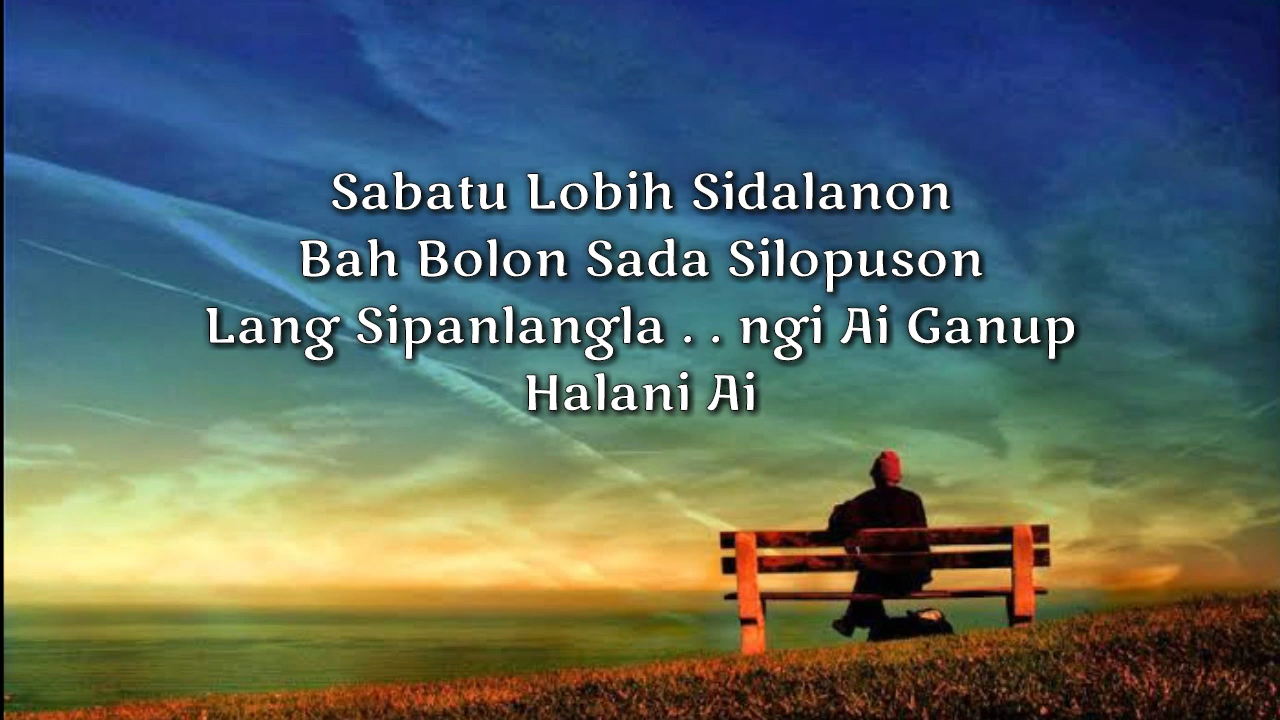 Sabatu Lobih Sidalanon
Bah Bolon Sada Silopuson
Lang Sipanlangla . . ngi Ai Ganup
Halani Ai